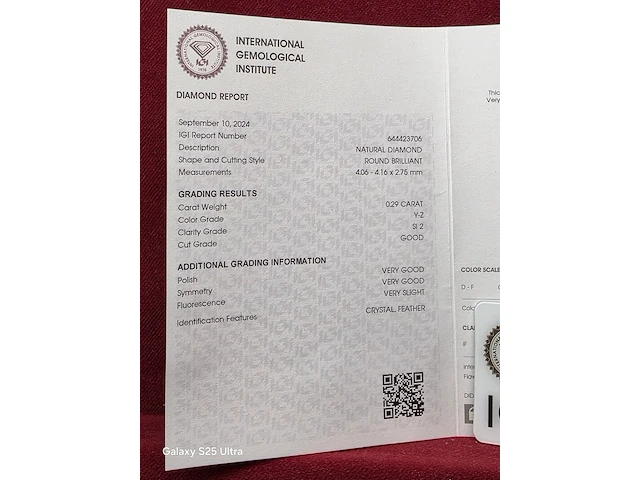 INTERNATIONAL
GEMOLOGICAL
INSTITUTE
DIAMOND REPORT
September 10, 2024
IGI Report Number 644423706
Description NATURAL DIAMOND
Shape and Cutting Style ROUND BRILLIANT
Measurements 4.06 - 4.16 x 2.75 mm
GRADING RESULTS
Carat Weight 0.29 CARAT
Color Grade Y-Z
Clarity Grade SI 2
Cut Grade GOOD
ADDITIONAL GRADING INFORMATION
Polish VERY GOOD
Symmetry VERY GOOD
Fluorescence VERY SLIGHT
Identification Features CRYSTAL, FEATHER
Very
COLOR SCALE
D - F
IF
Galaxy S25 Ultra